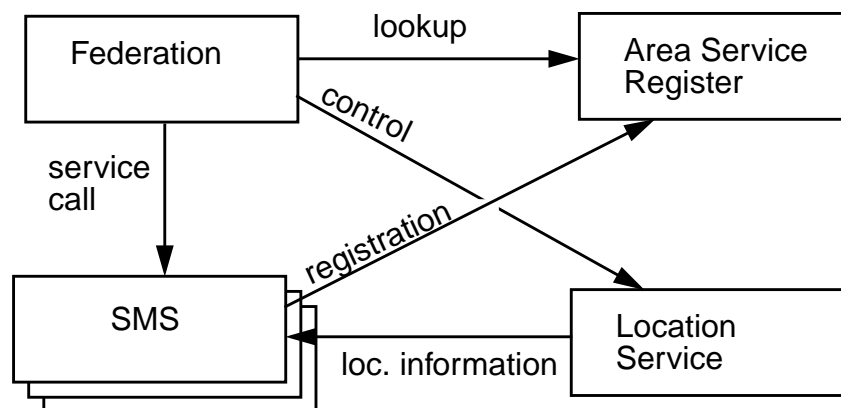 Federation
lookup
Area Service
Register
control
service
call
registration
SMS
loc. information
Location
Service